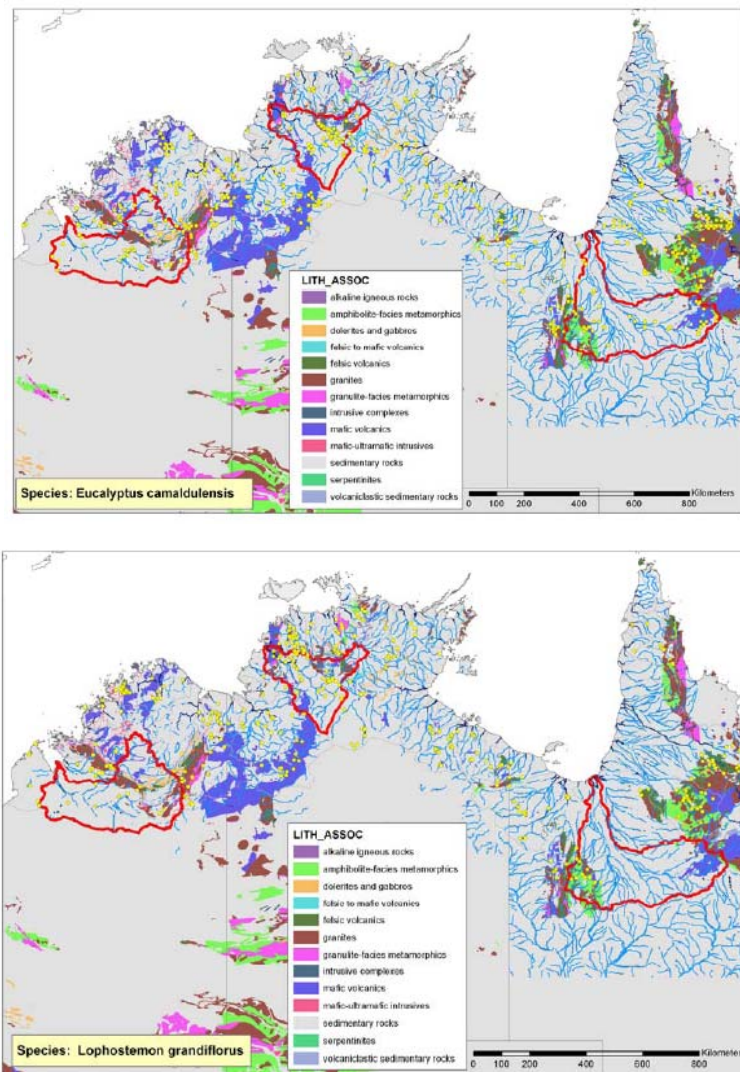 LITH_ASSOC
alkaline igneous rocks
amphibolite-facies metamorphics
dolerites and gabbros
felsic to mafic volcanics
felsic volcanics
granites
granulite-facies metamorphics
intrusive complexes
mafic volcanics
mafic-ultramafic intrusives
sedimentary rocks
serpentinites
volcaniclastic sedimentary rocks
Species: Eucalyptus camaldulensis
Kilometers
0 100 200 400 600 800
LITH_ASSOC
alkaline igneous rocks
amphibolite-facies metamorphics
dolerites and gabbros
felsic to mafic volcanics
felsic volcanics
granites
granulite-facies metamorphics
intrusive complexes
mafic volcanics
mafic-ultramafic intrusives
sedimentary rocks
serpentinites
volcaniclastic sedimentary rocks
Species: Lophostemon grandiflorus
Kilometers
0 100 200 400 600 800